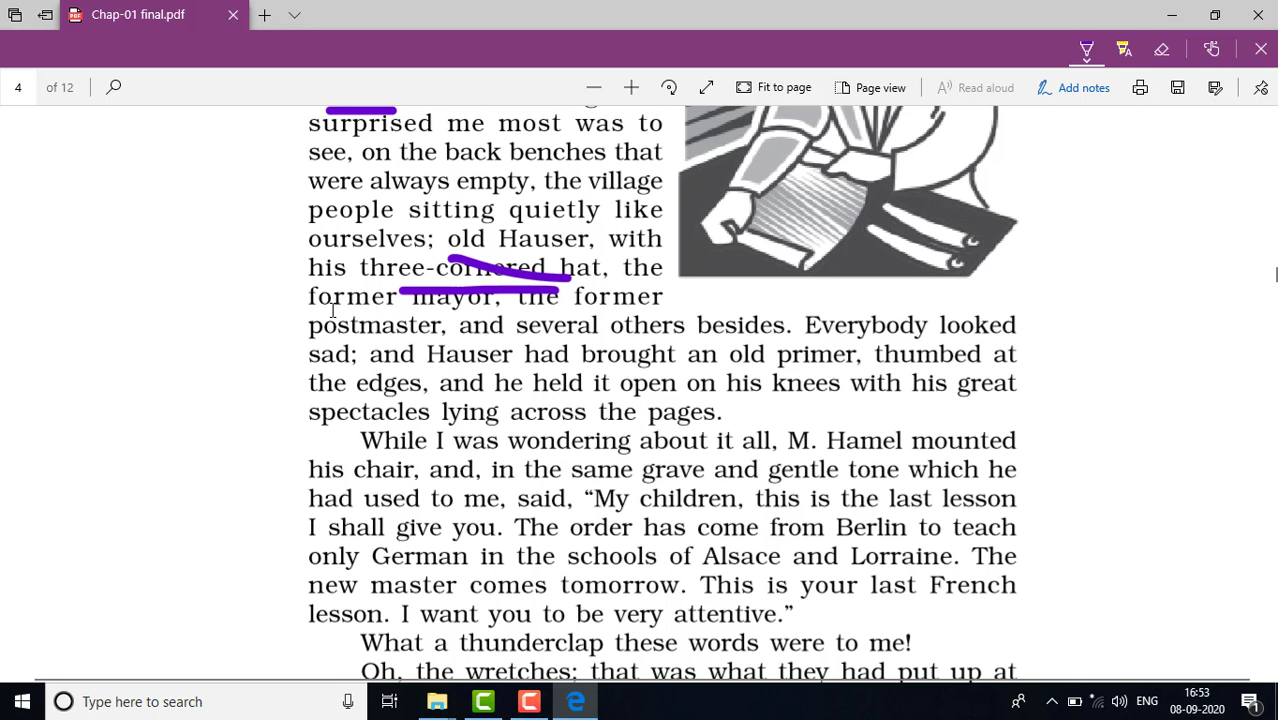 Chap-01 final.pdf
4 of 12
Fit to page
Page view
Read aloud
Add notes
surprised me most was to
see, on the back benches that
were always empty, the village
people sitting quietly like
ourselves; old Hauser, with
his three-cornered hat, the
former mayor, the former
postmaster, and several others besides. Everybody looked
sad; and Hauser had brought an old primer, thumbed at
the edges, and he held it open on his knees with his great
spectacles lying across the pages.
While I was wondering about it all, M. Hamel mounted
his chair, and, in the same grave and gentle tone which he
had used to me, said, “My children, this is the last lesson
I shall give you. The order has come from Berlin to teach
only German in the schools of Alsace and Lorraine. The
new master comes tomorrow. This is your last French
lesson. I want you to be very attentive.”
What a thunderclap these words were to me!
Oh, the wretches; that was what they had put up at
Type here to search
ENG
16:53
08-09-2020